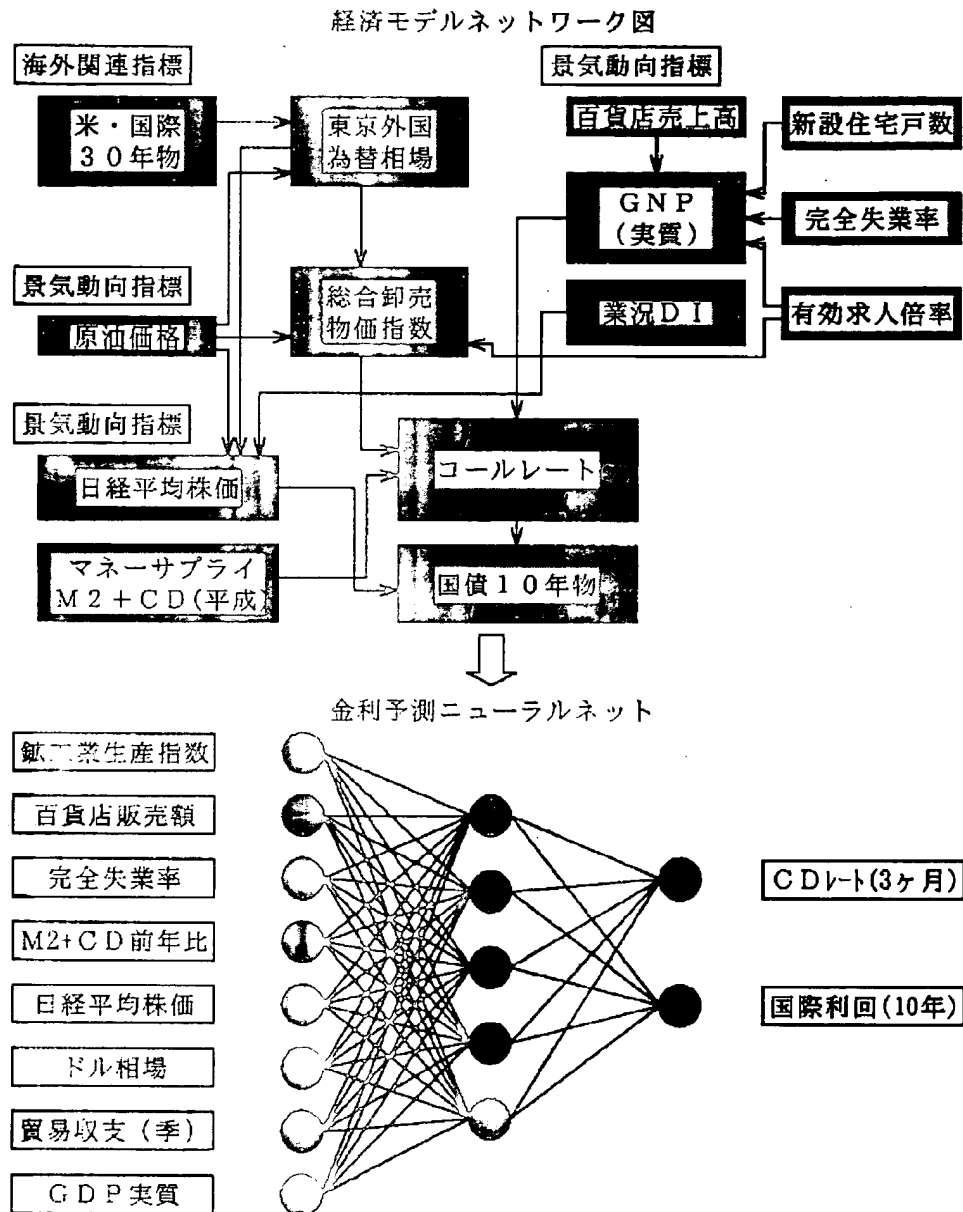 経済モデルネットワーク図
海外関連指標
景気動向指標
米・国際
30年物
東京外国
為替相場
百貨店売上高
新設住宅戸数
GNP
(実質)
完全失業率
景気動向指標
総合卸売
物価指数
業況DI
有効求人倍率
原油価格
景気動向指標
日経平均株価
コールレート
マネーサプライ
M2+CD(平成)
国債10年物
金利予測ニューラルネット
鉱工業生産指数
百貨店販売額
完全失業率
M2+CD前年比
日経平均株価
ドル相場
貿易収支(季)
GDP実質
CDレート(3ヶ月)
国際利回(10年)